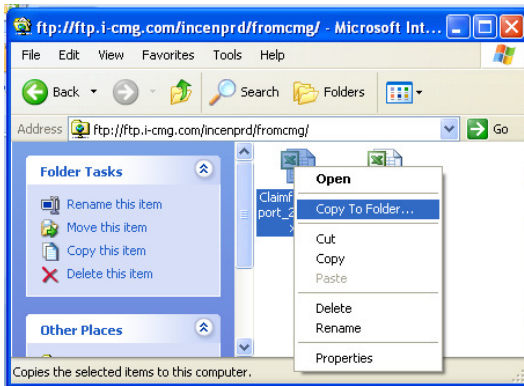 ftp://ftp.i-cmg.com/incenprd/fromcmg/ - Microsoft Int...
File Edit View Favorites Tools Help
Back Search Folders
Address ftp://ftp.i-cmg.com/incenprd/fromcmg/ Go
Folder Tasks
Rename this item
Move this item
Copy this item
Delete this item
Other Places
Claimf
port_2
Open
Copy To Folder...
Cut
Copy
Paste
Delete
Rename
Properties
Copies the selected items to this computer.